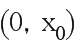 (0, x₀)